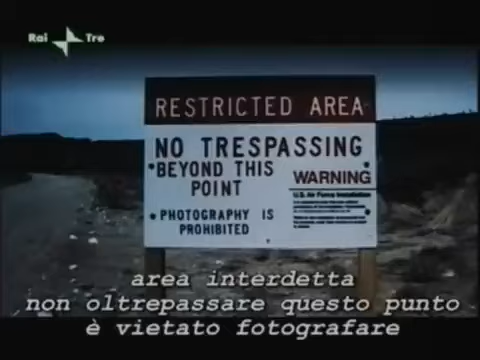 Rai Tre
RESTRICTED AREA
NO TRESPASSING
•BEYOND THIS
POINT
• PHOTOGRAPHY IS
PROHIBITED
WARNING
U.S. Air Force Installation
area interdetta
non oltrepassare questo punto
è vietato fotografare